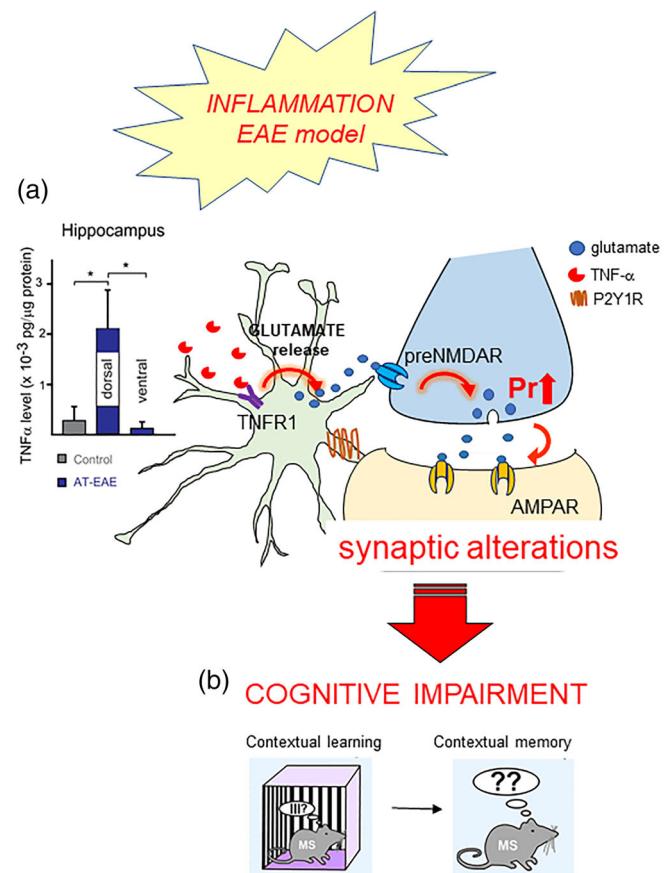 INFLAMMATION
EAE model
(a)
Hippocampus
TNFα level (x 10-3 pg/µg protein)
3
2
1
*
*
dorsal
ventral
Control
AT-EAE
glutamate
TNF-α
P2Y1R
GLUTAMATE
release
TNFR1
preNMDAR
Pr
AMPAR
synaptic alterations
(b)
COGNITIVE IMPAIRMENT
Contextual learning
Contextual memory
III?
MS
??
MS